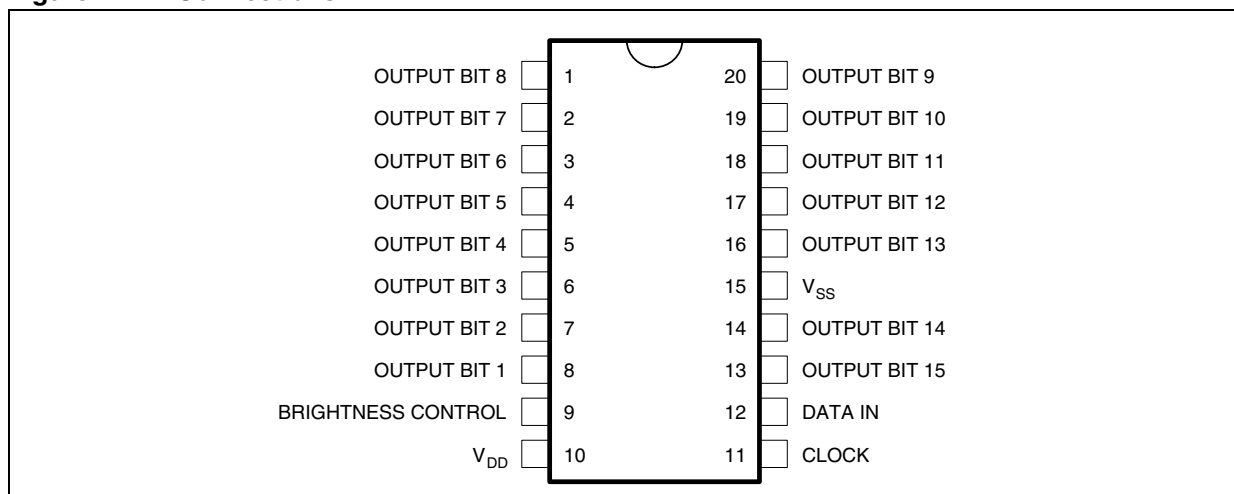 OUTPUT BIT 8 1 20 OUTPUT BIT 9
OUTPUT BIT 7 2 19 OUTPUT BIT 10
OUTPUT BIT 6 3 18 OUTPUT BIT 11
OUTPUT BIT 5 4 17 OUTPUT BIT 12
OUTPUT BIT 4 5 16 OUTPUT BIT 13
OUTPUT BIT 3 6 15 VSS
OUTPUT BIT 2 7 14 OUTPUT BIT 14
OUTPUT BIT 1 8 13 OUTPUT BIT 15
BRIGHTNESS CONTROL 9 12 DATA IN
VDD 10 11 CLOCK